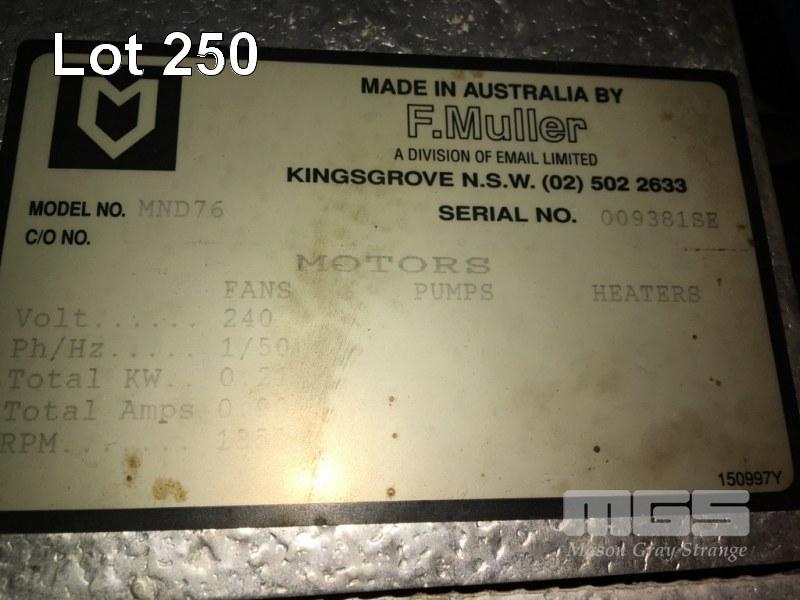 Lot 250
MADE IN AUSTRALIA BY
F.Muller
A DIVISION OF EMAIL LIMITED
KINGSGROVE N.S.W. (02) 502 2633
MODEL NO. MND76 SERIAL NO. 009381SE
C/O NO.
MOTORS
FANS PUMPS HEATERS
Volt...... 240
Ph/Hz..... 1/50
Total KW..
Total Amps
RPM.......
150997Y
MGS
Mason Gray Strange